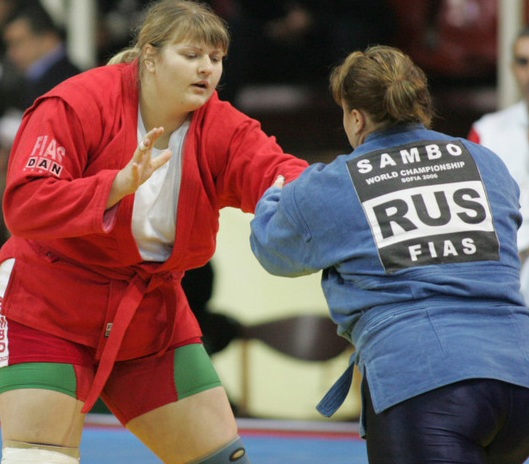 FIAS
DAN
SAMBO
WORLD CHAMPIONSHIP
SOFIA 2006
RUS
FIAS